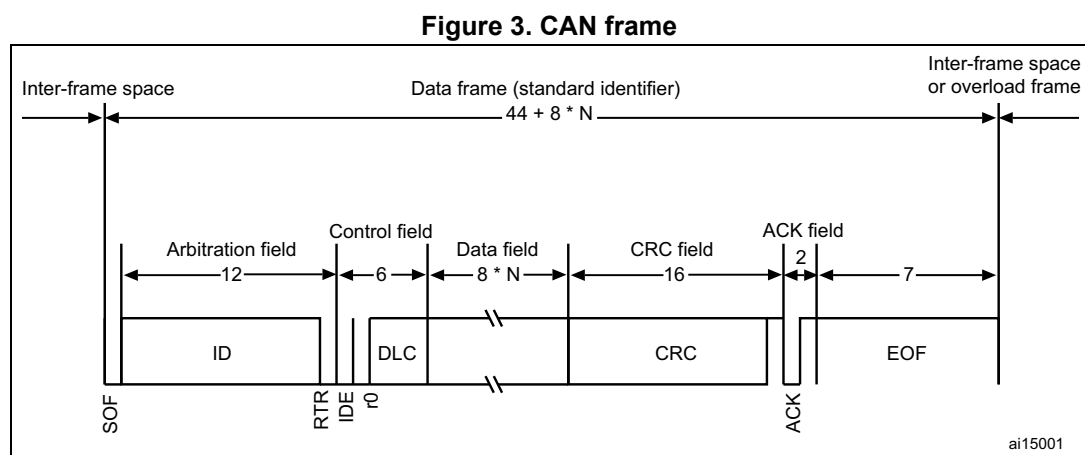 Figure 3. CAN frame
Inter-frame space
Data frame (standard identifier)
44 + 8 * N
Inter-frame space
or overload frame
Arbitration field
12
Control field
6
Data field
8 * N
CRC field
16
ACK field
2
7
ID
DLC
CRC
EOF
SOF
RTR
IDE
r0
ACK
ai15001